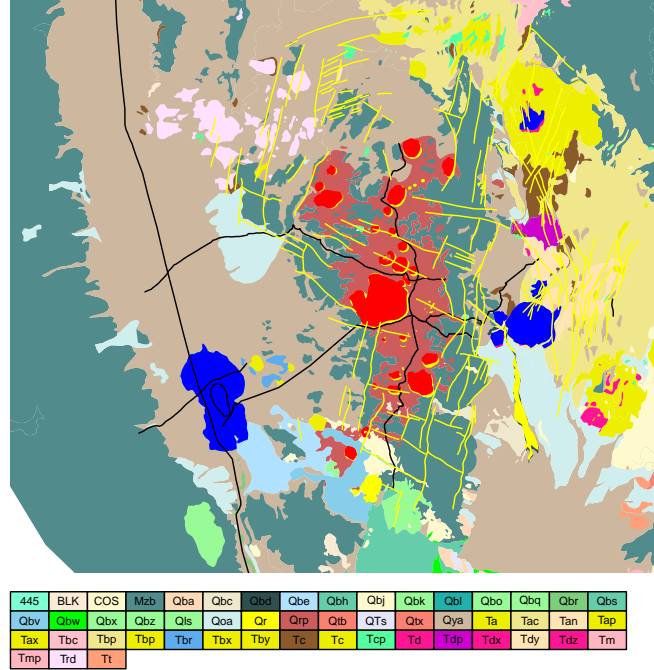 445 BLK COS Mzb Qba Qbc Qbd Qbe Qbh Qbj Qbk Qbl Qbo Qbq Qbr Qbs
Qbv Qbw Qbx Qbz Qls Qoa Qr Qrp Qtb QTs Qtx Qya Ta Tac Tan Tap
Tax Tbc Tbp Tbp Tbr Tbx Tby Tc Tc Tcp Td Tdp Tdx Tdy Tdz Tm
Tmp Trd Tt